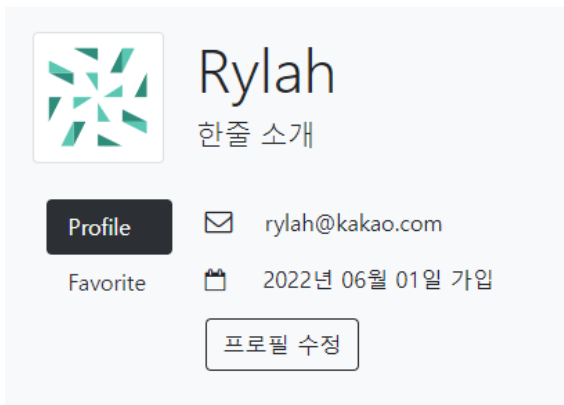 Rylah
한줄 소개
Profile
rylah@kakao.com
Favorite
2022년 06월 01일 가입
프로필 수정